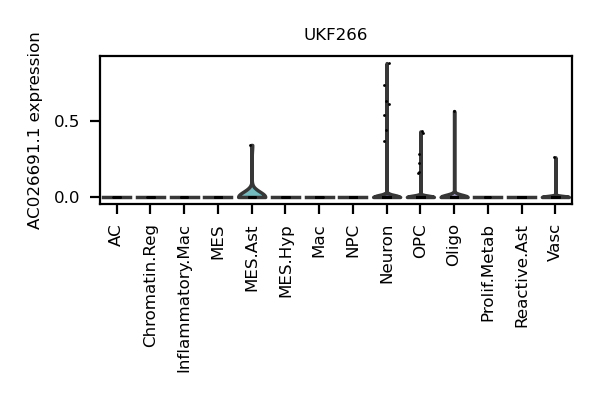 UKF266
AC026691.1 expression
0.5
0.0
AC
Chromatin.Reg
Inflammatory.Mac
MES
MES.Ast
MES.Hyp
Mac
NPC
Neuron
OPC
Oligo
Prolif.Metab
Reactive.Ast
Vasc